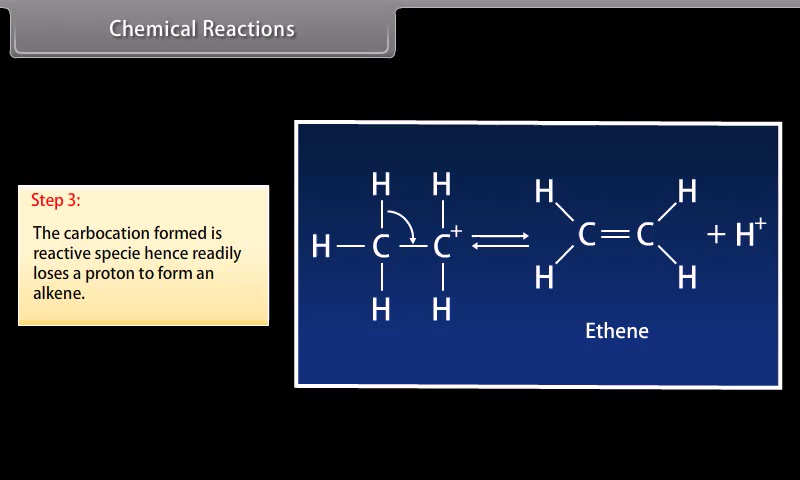 Chemical Reactions
Step 3:
The carbocation formed is
reactive specie hence readily
loses a proton to form an
alkene.
H H H H
H — C — C+ ⇌ C = C + H+
H H H H
Ethene